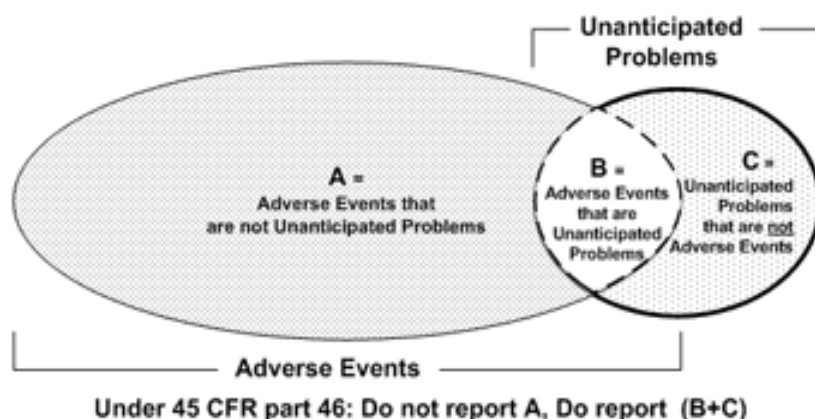 Unanticipated
Problems
A =
Adverse Events that
are not Unanticipated Problems
B =
Adverse Events
that are
Unanticipated
Problems
C =
Unanticipated
Problems
that are not
Adverse Events
Adverse Events
Under 45 CFR part 46: Do not report A, Do report (B+C)